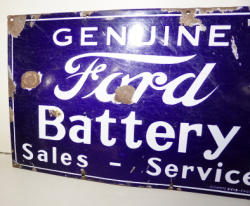 GENUINE
Ford
Battery
Sales - Service